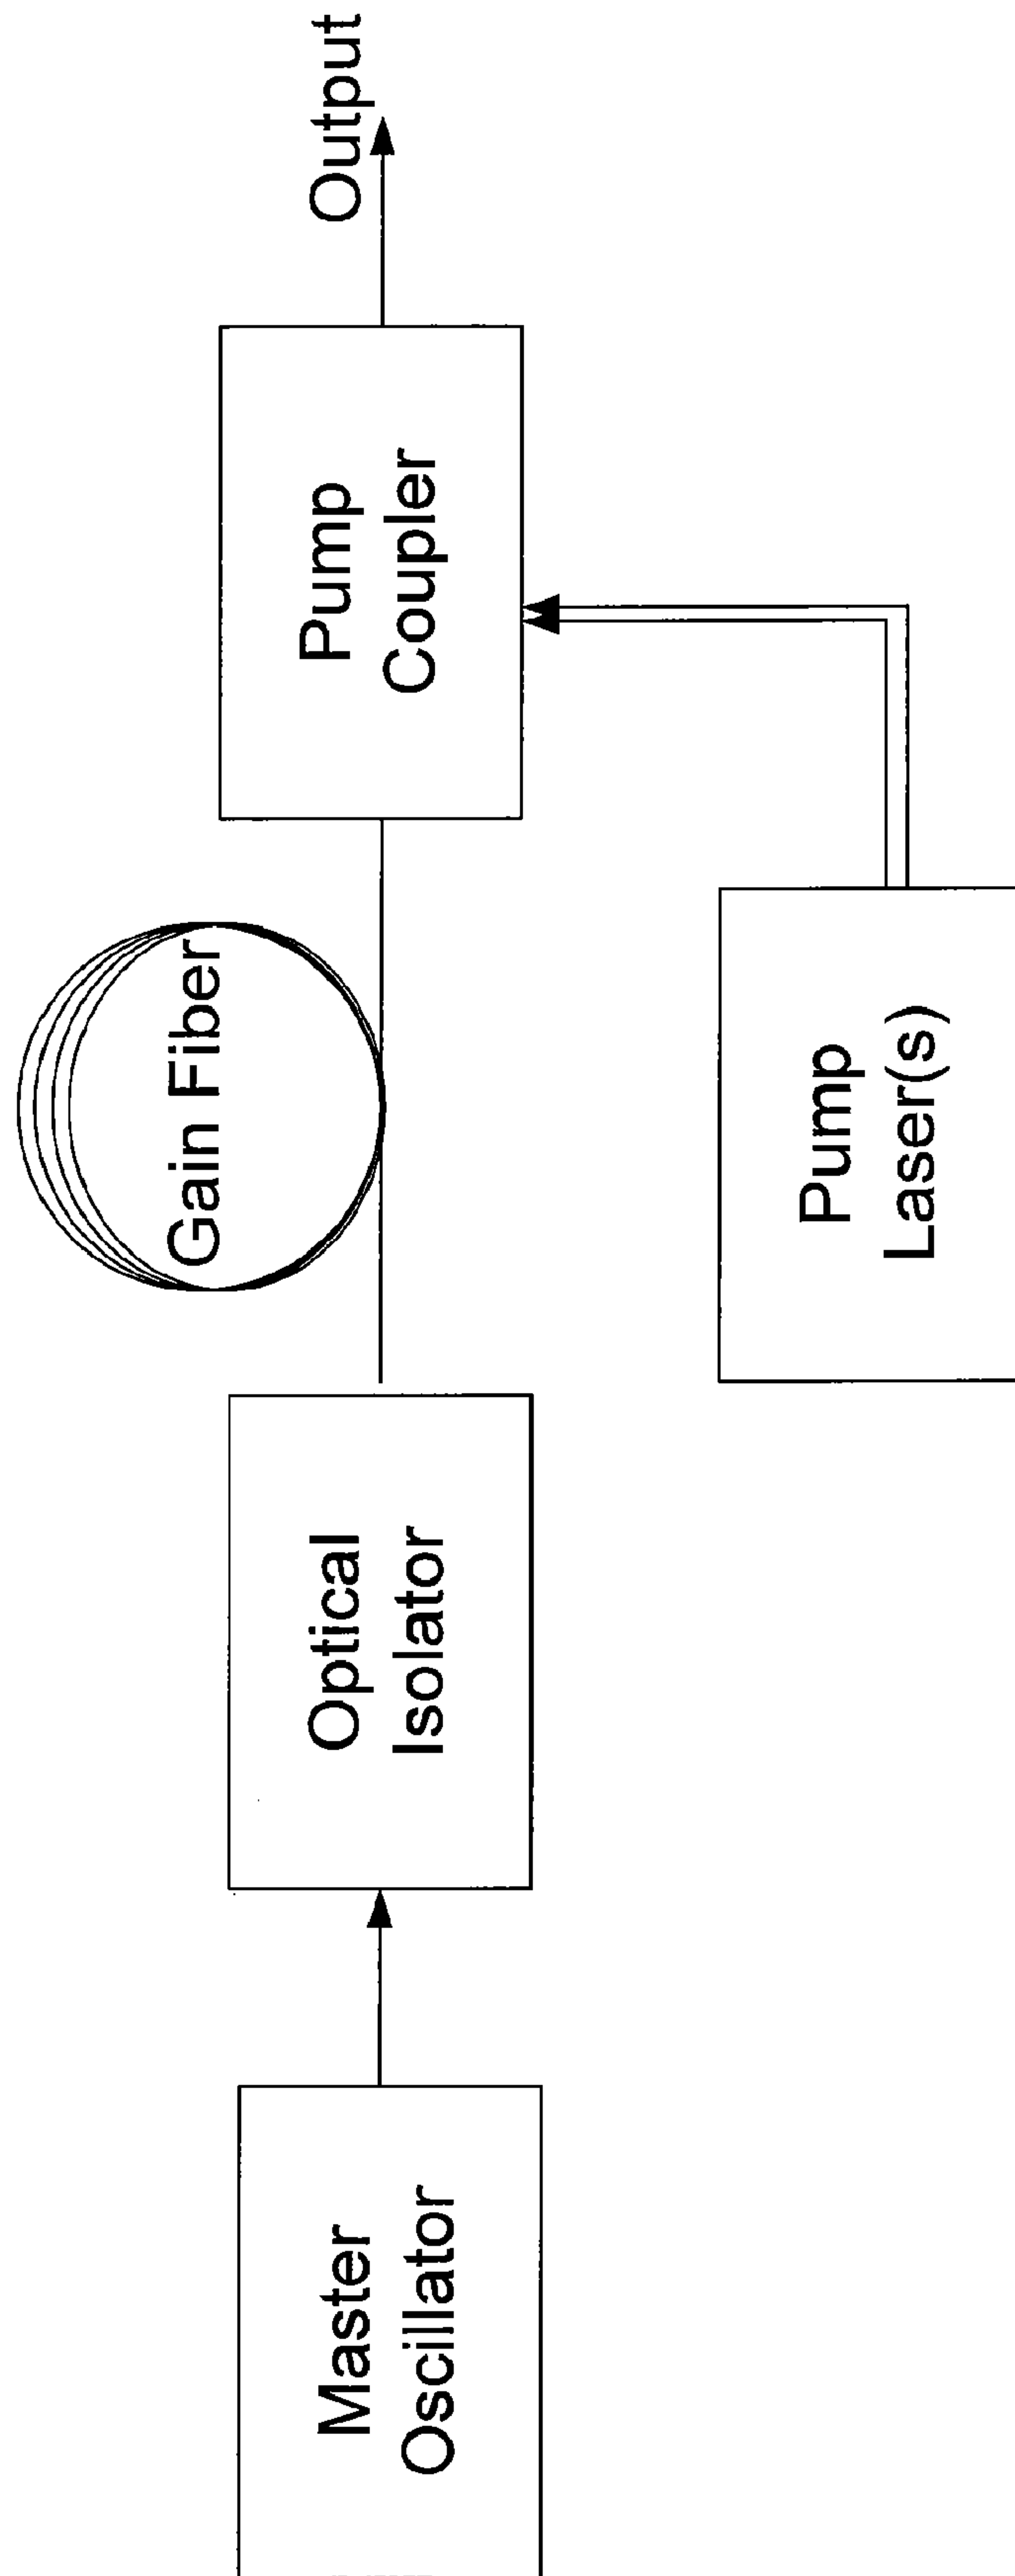 Master
Oscillator
Optical
Isolator
Gain Fiber
Pump
Coupler
Output
Pump
Laser(s)